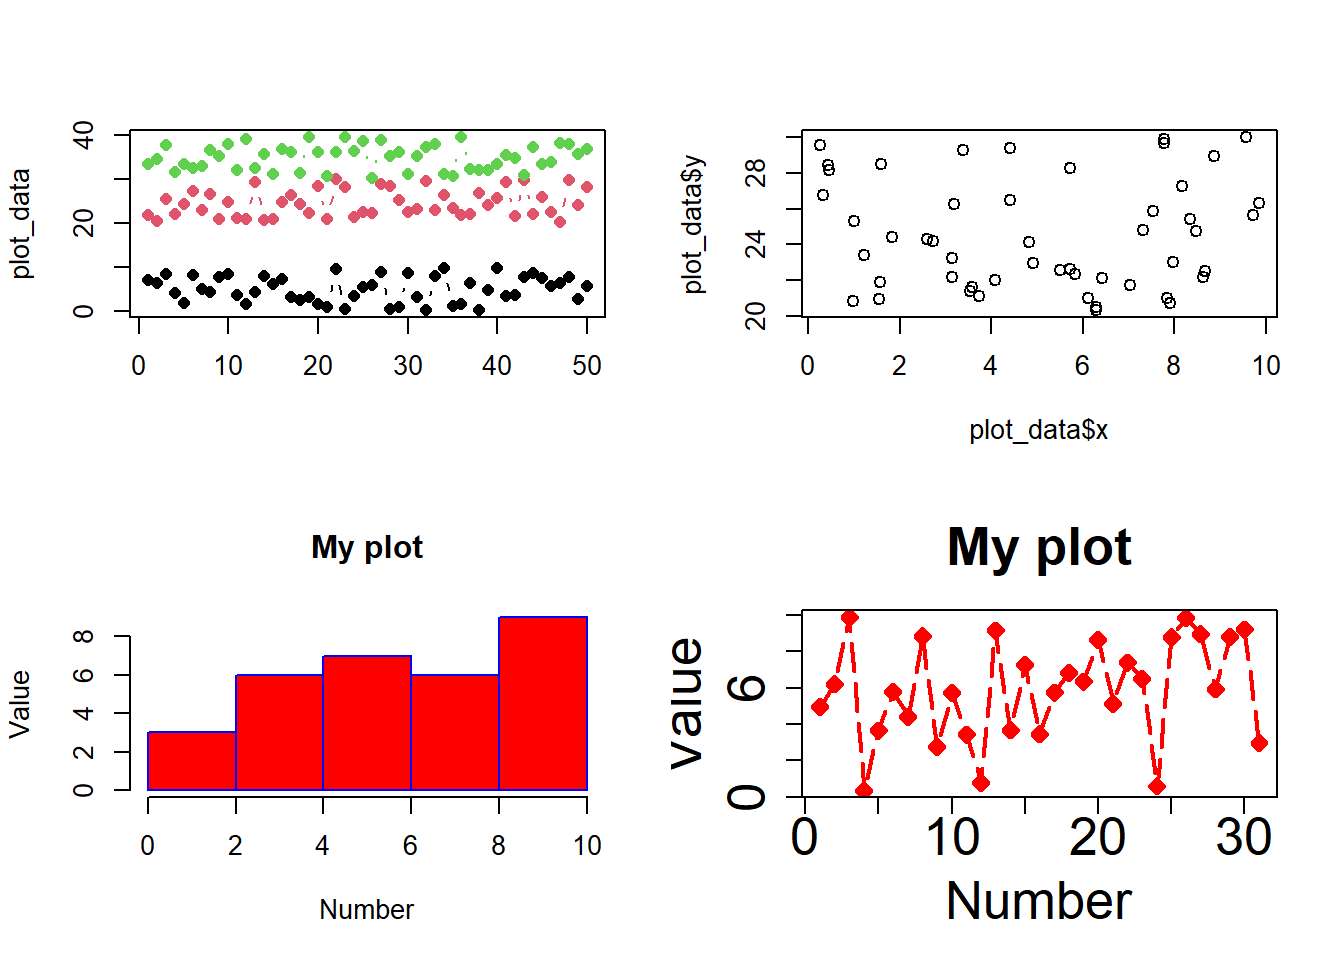 plot_data
40
20
0
0 10 20 30 40 50
plot_data$y
28
24
20
0 2 4 6 8 10
plot_data$x
My plot
Value
8
6
4
2
0
0 2 4 6 8 10
Number
My plot
value
6
0
0 10 20 30
Number